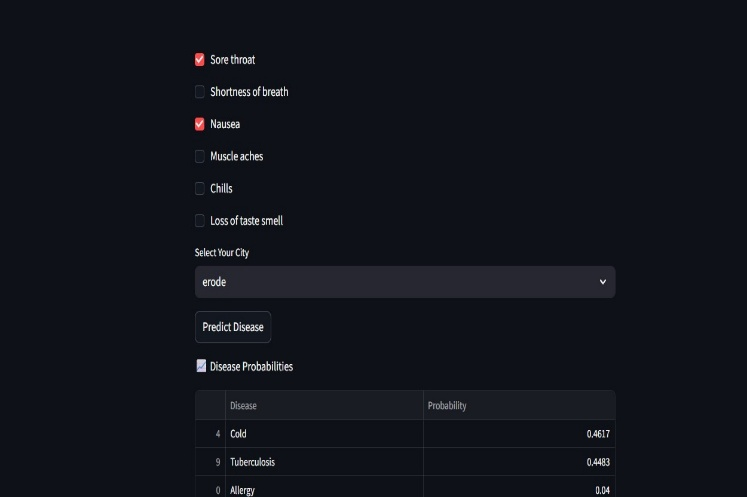 Sore throat
Shortness of breath
Nausea
Muscle aches
Chills
Loss of taste smell
Select Your City
erode
Predict Disease
Disease Probabilities
Disease Probability
4 Cold 0.4617
9 Tuberculosis 0.4483
0 Allergy 0.04